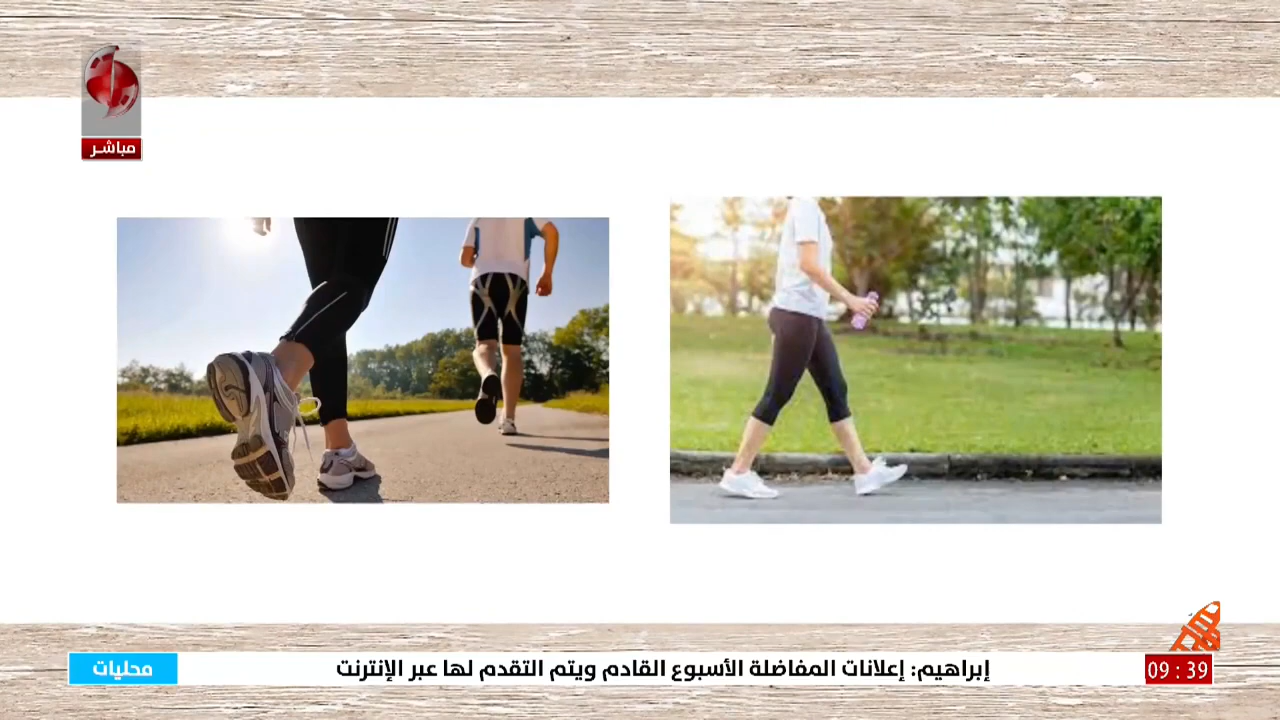 مباشر
إبراهيم: إعلانات المفاضلة الأسبوع القادم ويتم التقدم لها عبر الإنترنت
محليات
09 : 39